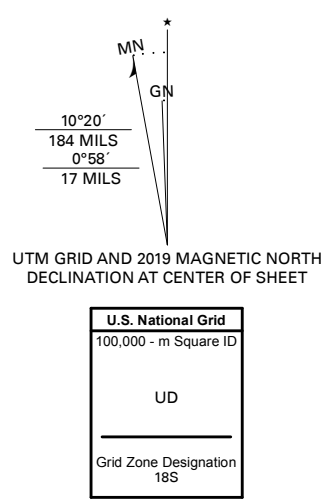 ★
MN
GN
10°20´
184 MILS
0°58´
17 MILS
UTM GRID AND 2019 MAGNETIC NORTH
DECLINATION AT CENTER OF SHEET
U.S. National Grid
100,000 - m Square ID
UD
Grid Zone Designation
18S